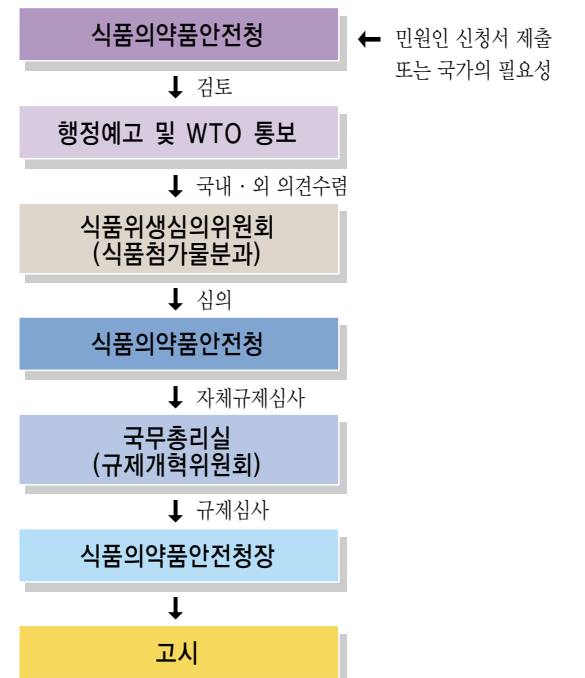 식품의약품안전청
← 민원인 신청서 제출
또는 국가의 필요성
↓ 검토
행정예고 및 WTO 통보
↓ 국내 · 외 의견수렴
식품위생심의위원회
(식품첨가물분과)
↓ 심의
식품의약품안전청
↓ 자체규제심사
국무총리실
(규제개혁위원회)
↓ 규제심사
식품의약품안전청장
↓
고시